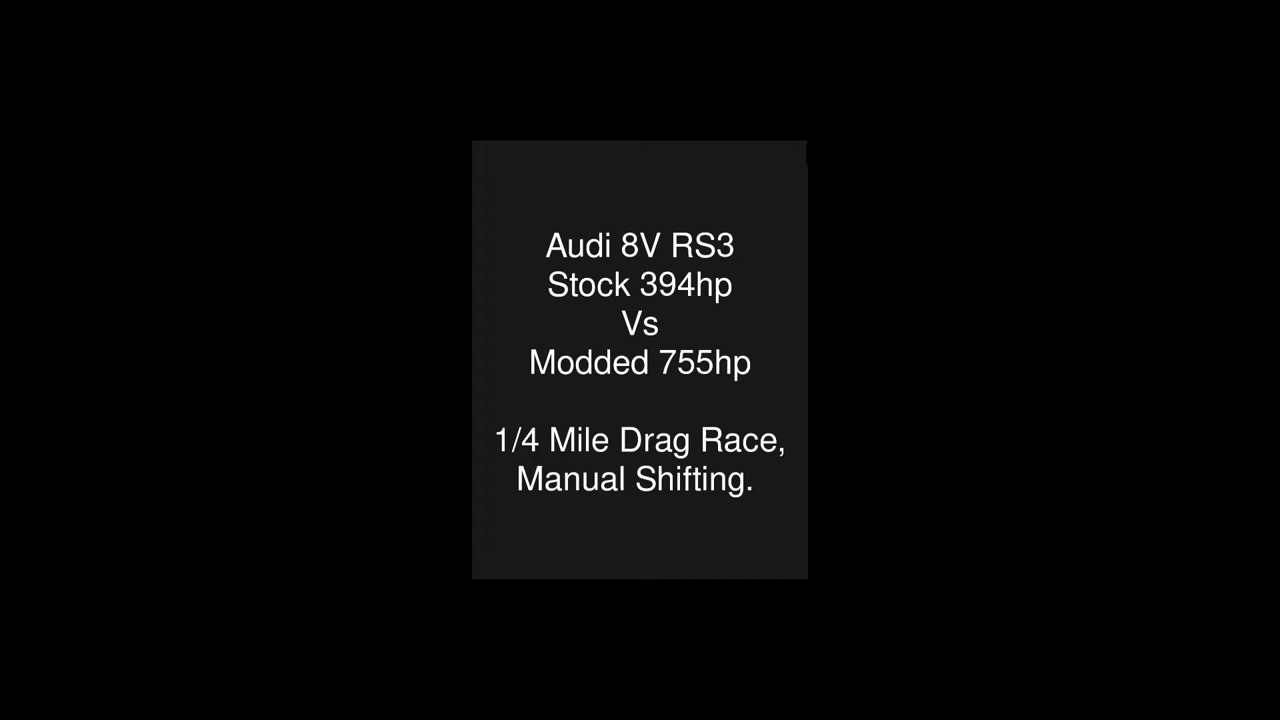 Audi 8V RS3
Stock 394hp
Vs
Modded 755hp
1/4 Mile Drag Race,
Manual Shifting.